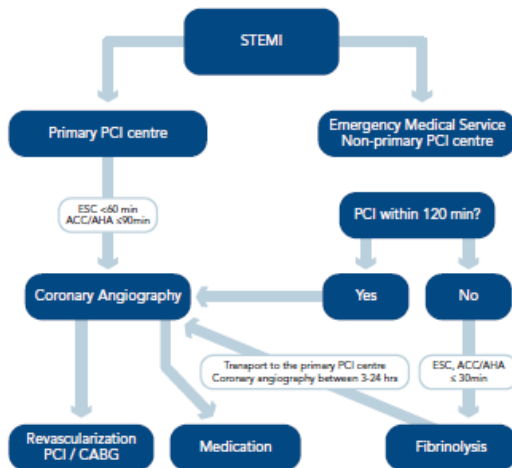 STEMI
Primary PCI centre
Emergency Medical Service
Non-primary PCI centre
ESC <60 min
ACC/AHA ≤90min
PCI within 120 min?
Coronary Angiography
Yes
No
Transport to the primary PCI centre
Coronary angiography between 3-24 hrs
ESC, ACC/AHA
≤ 30min
Revascularization
PCI / CABG
Medication
Fibrinolysis